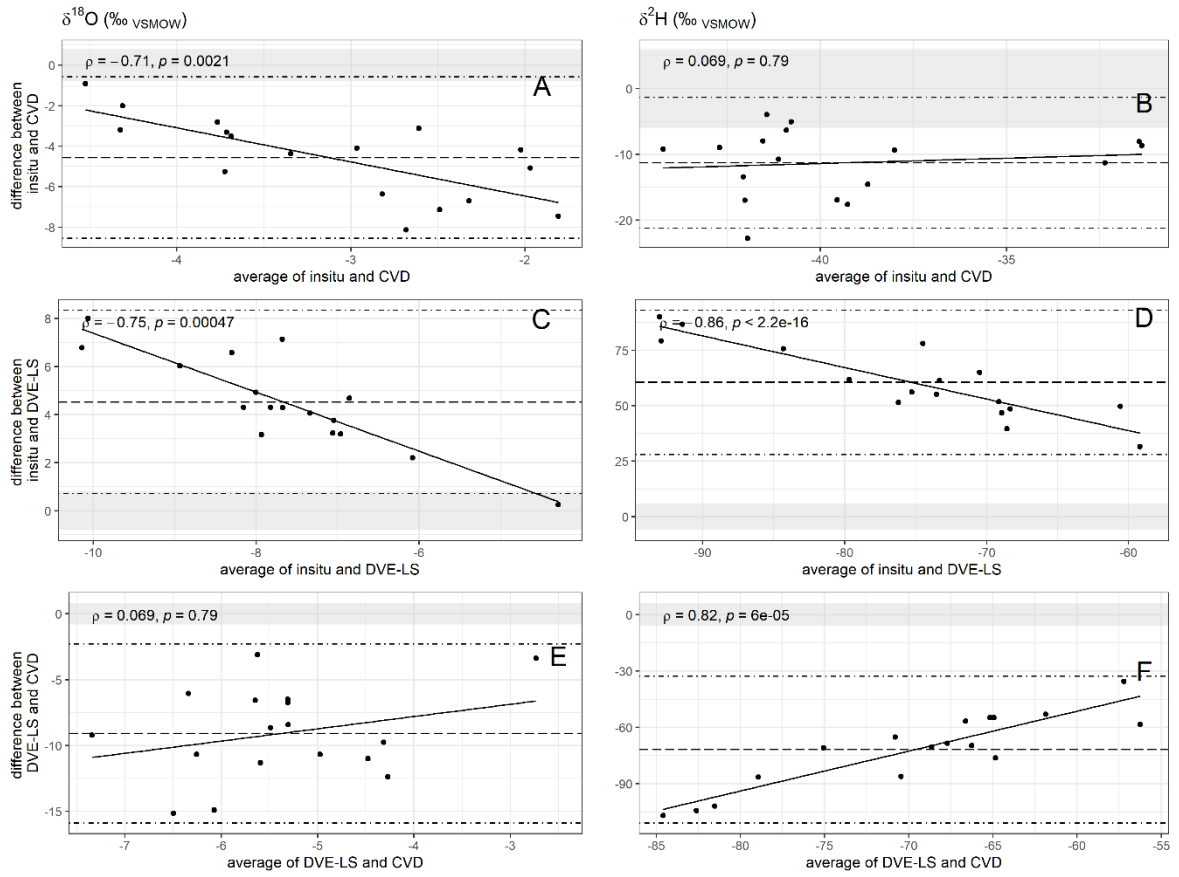 δ18O (‰ VSMOW)
δ2H (‰ VSMOW)
difference between
insitu and CVD
0
-2
-4
-6
-8
ρ = −0.71, p = 0.0021
A
-4
-3
-2
average of insitu and CVD
0
-10
-20
ρ = 0.069, p = 0.79
B
-40
-35
average of insitu and CVD
difference between
insitu and DVE-LS
8
6
4
2
0
ρ = −0.75, p = 0.00047
C
-10
-8
-6
average of insitu and DVE-LS
75
50
25
0
ρ = −0.86, p < 2.2e-16
D
-90
-80
-70
-60
average of insitu and DVE-LS
difference between
DVE-LS and CVD
0
-5
-10
-15
ρ = 0.069, p = 0.79
E
-7
-6
-5
-4
-3
average of DVE-LS and CVD
0
-30
-60
-90
ρ = 0.82, p = 6e-05
F
-85
-80
-75
-70
-65
-60
-55
average of DVE-LS and CVD